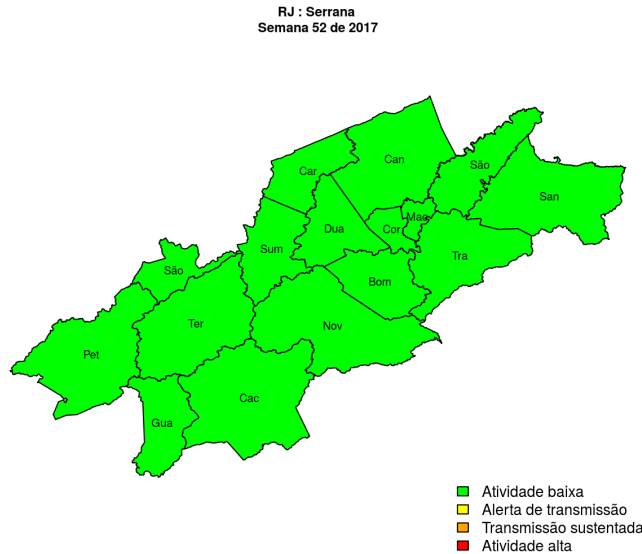 RJ : Serrana
Semana 52 de 2017
Can
São
Car
San
Mac
Dua
Cor
Sum
Tra
São
Bom
Ter
Nov
Pet
Cac
Gua
Atividade baixa
Alerta de transmissão
Transmissão sustentada
Atividade alta